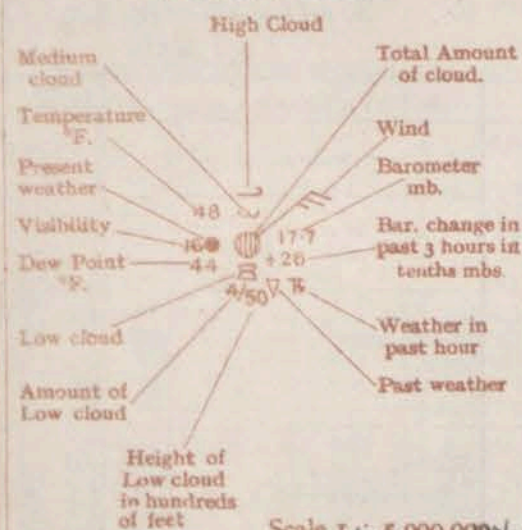 High Cloud
Medium
cloud
Total Amount
of cloud.
Temperature
°F.
Wind
Present
weather
Barometer
mb.
48
Visibility
16
17.7
Bar. change in
past 3 hours in
tenths mbs.
Dew Point
°F.
44
+26
4/50
Low cloud
Weather in
past hour
Amount of
Low cloud
Past weather
Height of
Low cloud
in hundreds
of feet
Scale